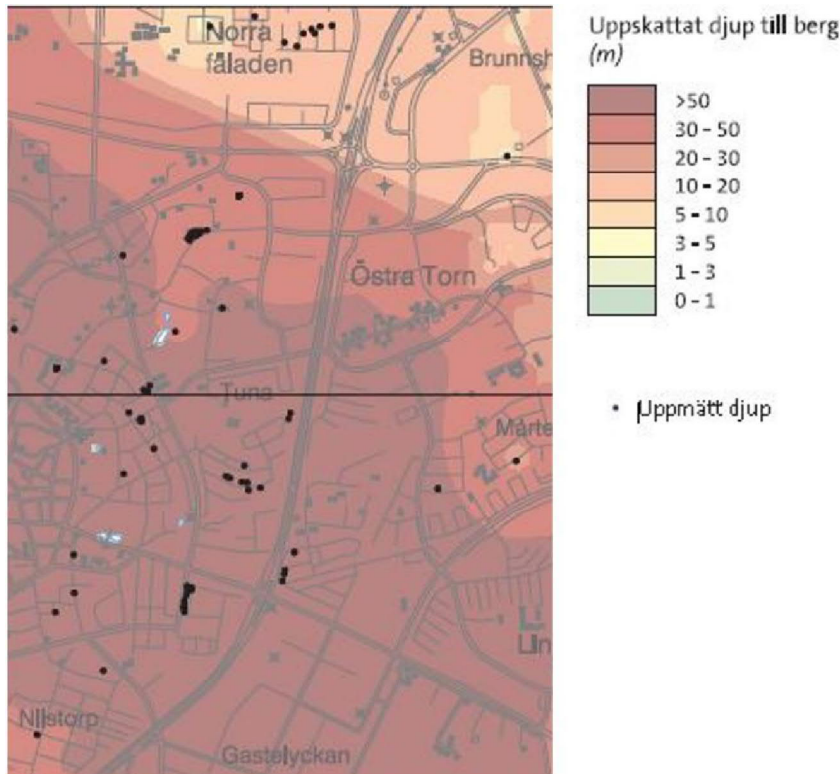 Norra
fäladen
Brunnsh
Östra Torn
Tuna
Mårte
Lin
Nilstorp
Gastelyckan
Uppskattat djup till berg
(m)
>50
30 - 50
20 - 30
10 - 20
5 - 10
3 - 5
1 - 3
0 - 1
Uppmätt djup